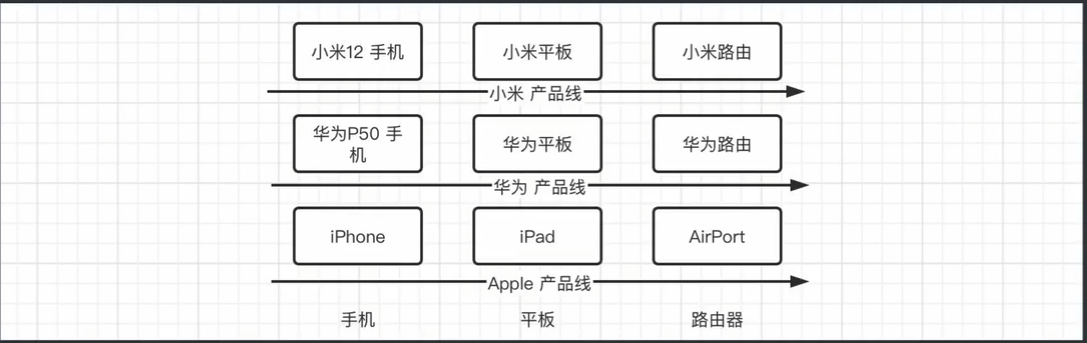 小米12 手机 小米平板 小米路由
小米 产品线
华为P50 手
机 华为平板 华为路由
华为 产品线
iPhone iPad AirPort
Apple 产品线
手机 平板 路由器